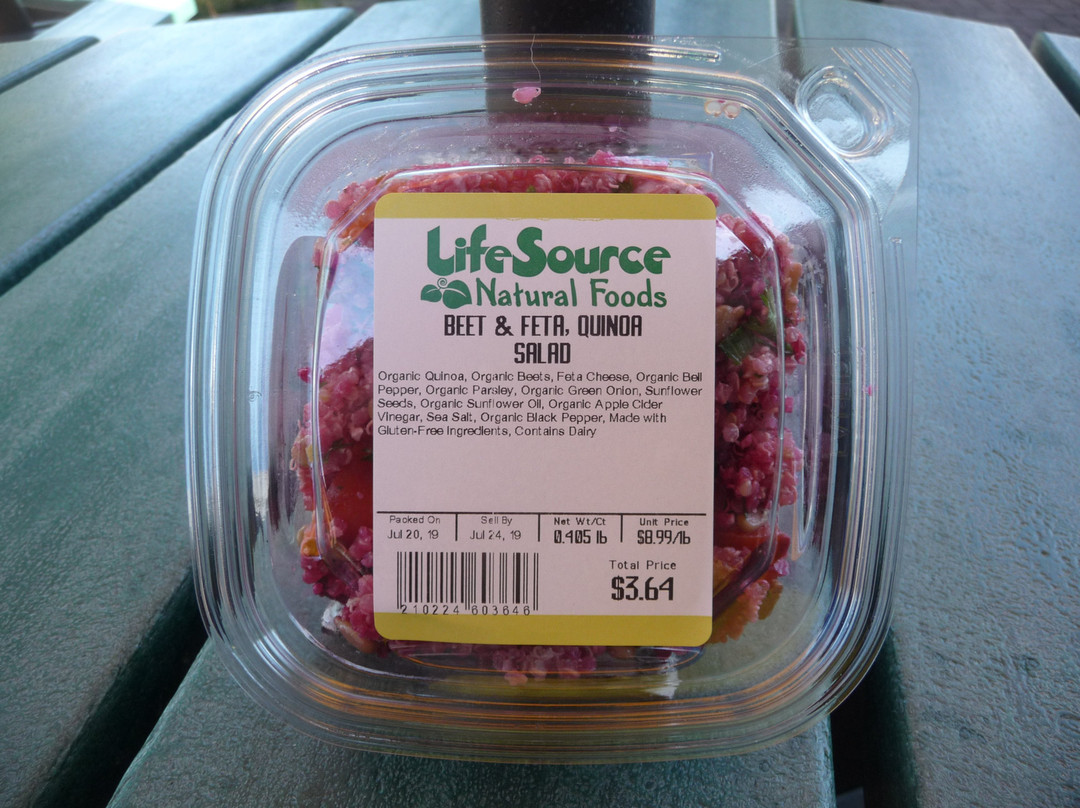 LifeSource
Natural Foods
BEET & FETA, QUINOA
SALAD
Organic Quinoa, Organic Beets, Feta Cheese, Organic Bell
Pepper, Organic Parsley, Organic Green Onion, Sunflower
Seeds, Organic Sunflower Oil, Organic Apple Cider
Vinegar, Sea Salt, Organic Black Pepper, Made with
Gluten-Free Ingredients, Contains Dairy
Packed On Sell By Net Wt/Ct Unit Price
Jul 20, 19 Jul 24, 19 0.405 lb $8.99/lb
Total Price
$3.64
210224 603646